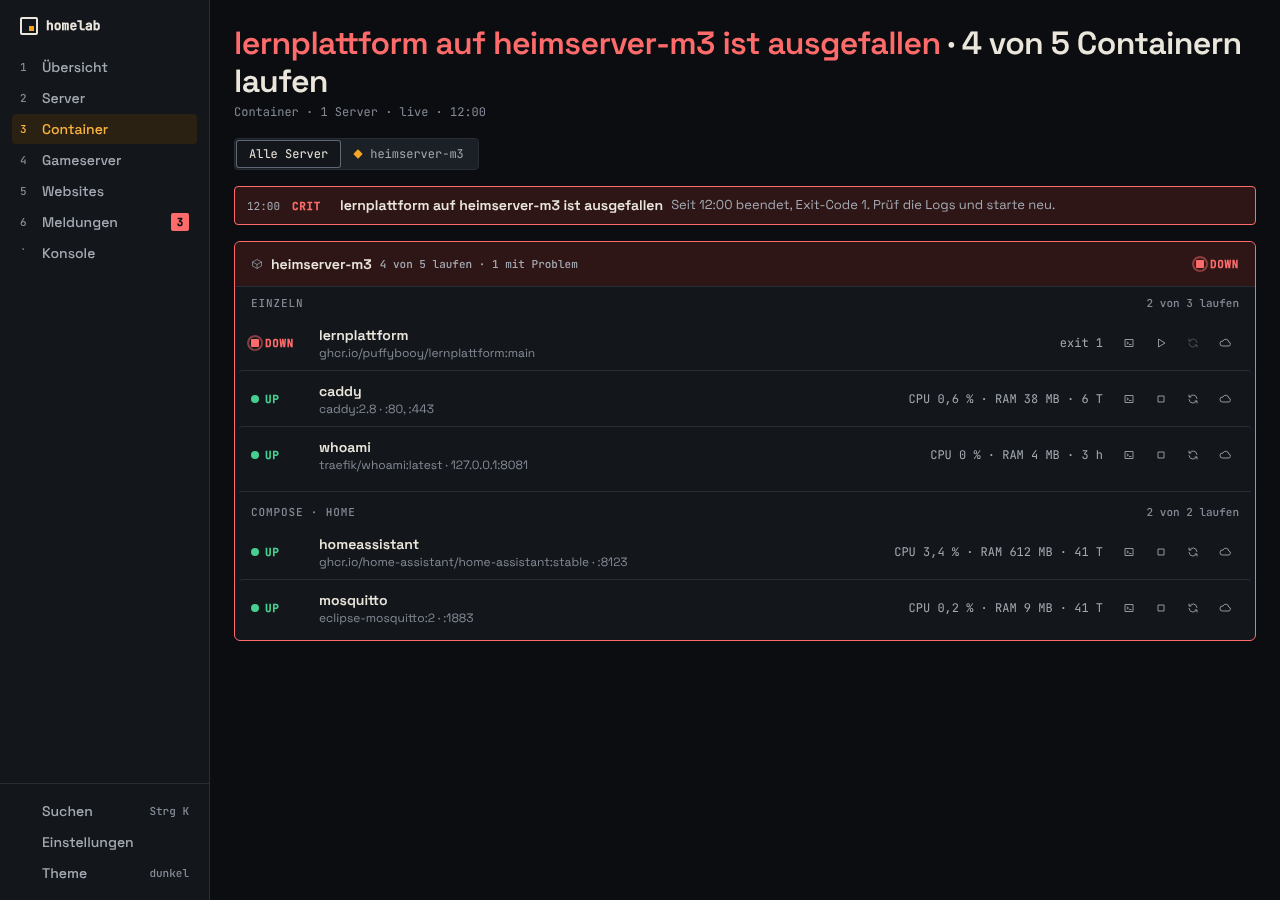 homelab
1 Übersicht
2 Server
3 Container
4 Gameserver
5 Websites
6 Meldungen 3
` Konsole
Suchen Strg K
Einstellungen
Theme dunkel
lernplattform auf heimserver-m3 ist ausgefallen · 4 von 5 Containern
laufen
Container · 1 Server · live · 12:00
Alle Server heimserver-m3
12:00 CRIT lernplattform auf heimserver-m3 ist ausgefallen Seit 12:00 beendet, Exit-Code 1. Prüf die Logs und starte neu.
heimserver-m3 4 von 5 laufen · 1 mit Problem DOWN
EINZELN 2 von 3 laufen
DOWN lernplattform exit 1
ghcr.io/puffybooy/lernplattform:main
UP caddy CPU 0,6 % · RAM 38 MB · 6 T
caddy:2.8 · :80, :443
UP whoami CPU 0 % · RAM 4 MB · 3 h
traefik/whoami:latest · 127.0.0.1:8081
COMPOSE · HOME 2 von 2 laufen
UP homeassistant CPU 3,4 % · RAM 612 MB · 41 T
ghcr.io/home-assistant/home-assistant:stable · :8123
UP mosquitto CPU 0,2 % · RAM 9 MB · 41 T
eclipse-mosquitto:2 · :1883